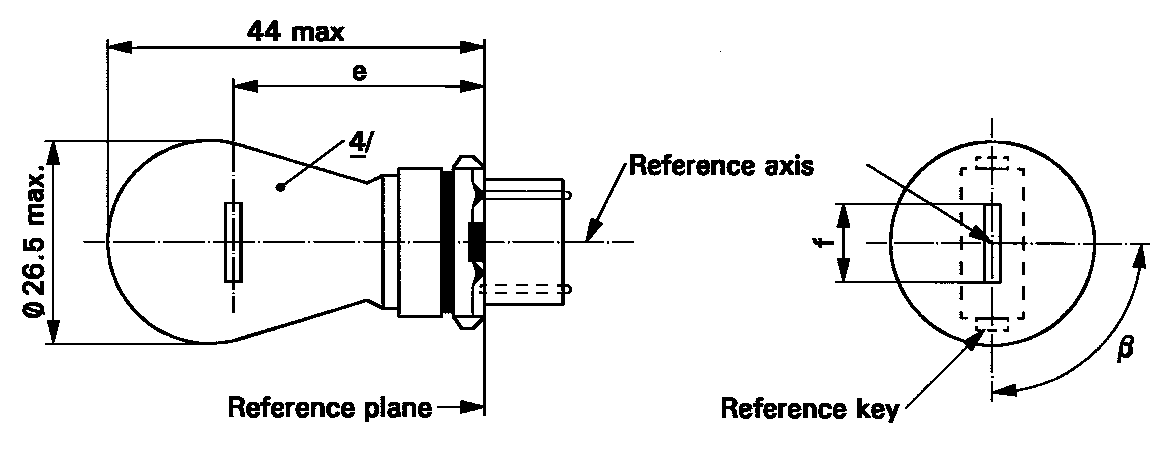 44 max
e
4/
Ø 26.5 max.
Reference axis
f
β
Reference plane
Reference key